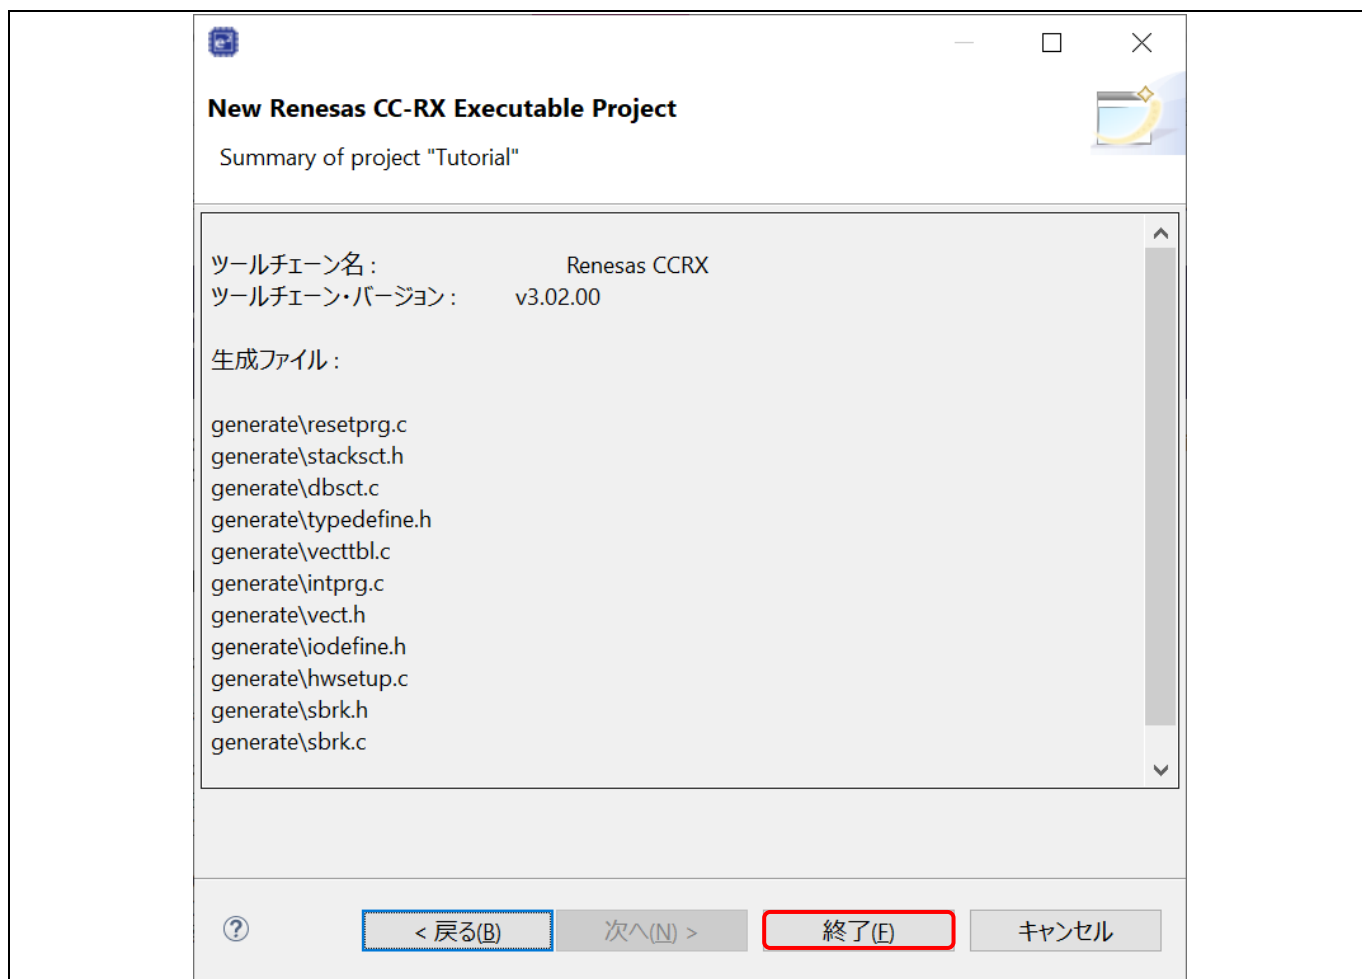 New Renesas CC-RX Executable Project
Summary of project "Tutorial"
ツールチェーン名 : Renesas CCRX
ツールチェーン・バージョン : v3.02.00
生成ファイル :
generate\resetprg.c
generate\stacksct.h
generate\dbsct.c
generate\typedefine.h
generate\vecttbl.c
generate\intprg.c
generate\vect.h
generate\iodefine.h
generate\hwsetup.c
generate\sbrk.h
generate\sbrk.c
< 戻る(B) 次へ(N) > 終了(F) キャンセル